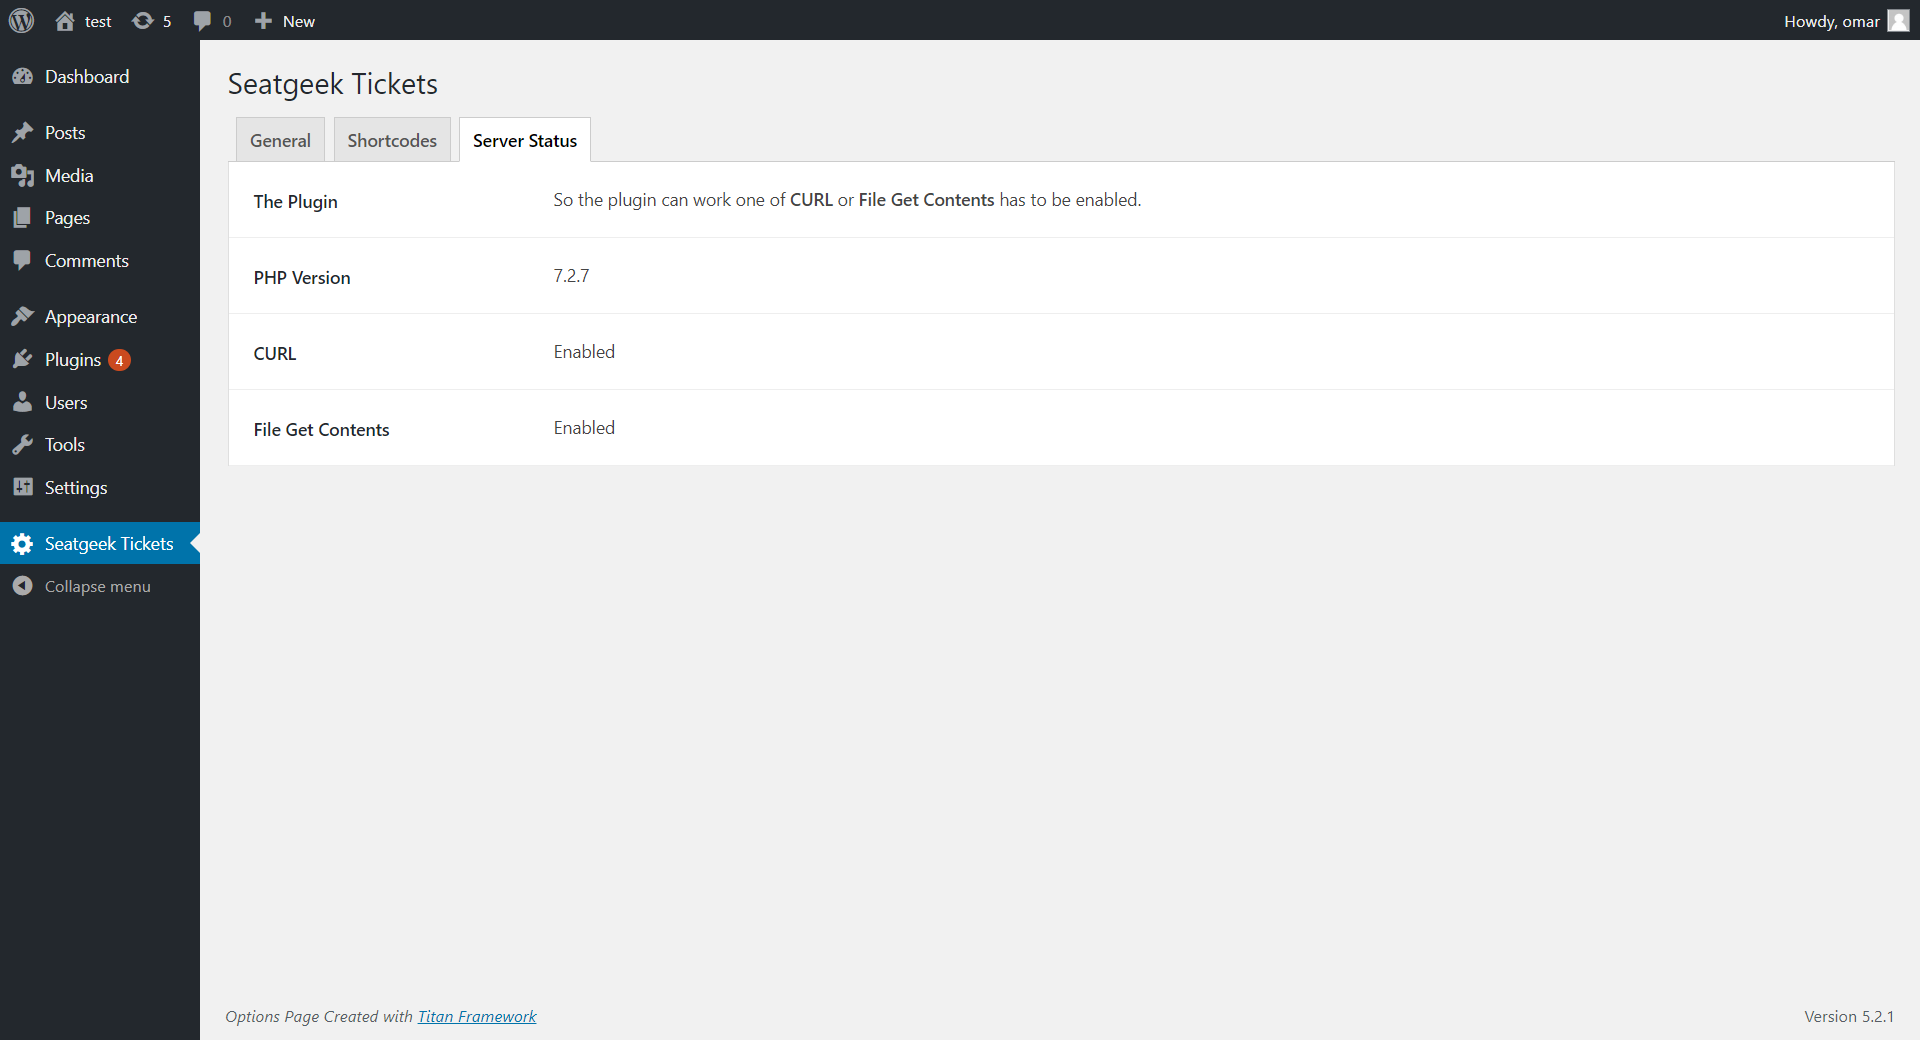 test
5
0
New
Howdy, omar
Dashboard
Posts
Media
Pages
Comments
Appearance
Plugins 4
Users
Tools
Settings
Seatgeek Tickets
Collapse menu
Seatgeek Tickets
General
Shortcodes
Server Status
The Plugin
So the plugin can work one of CURL or File Get Contents has to be enabled.
PHP Version
7.2.7
CURL
Enabled
File Get Contents
Enabled
Options Page Created with Titan Framework
Version 5.2.1